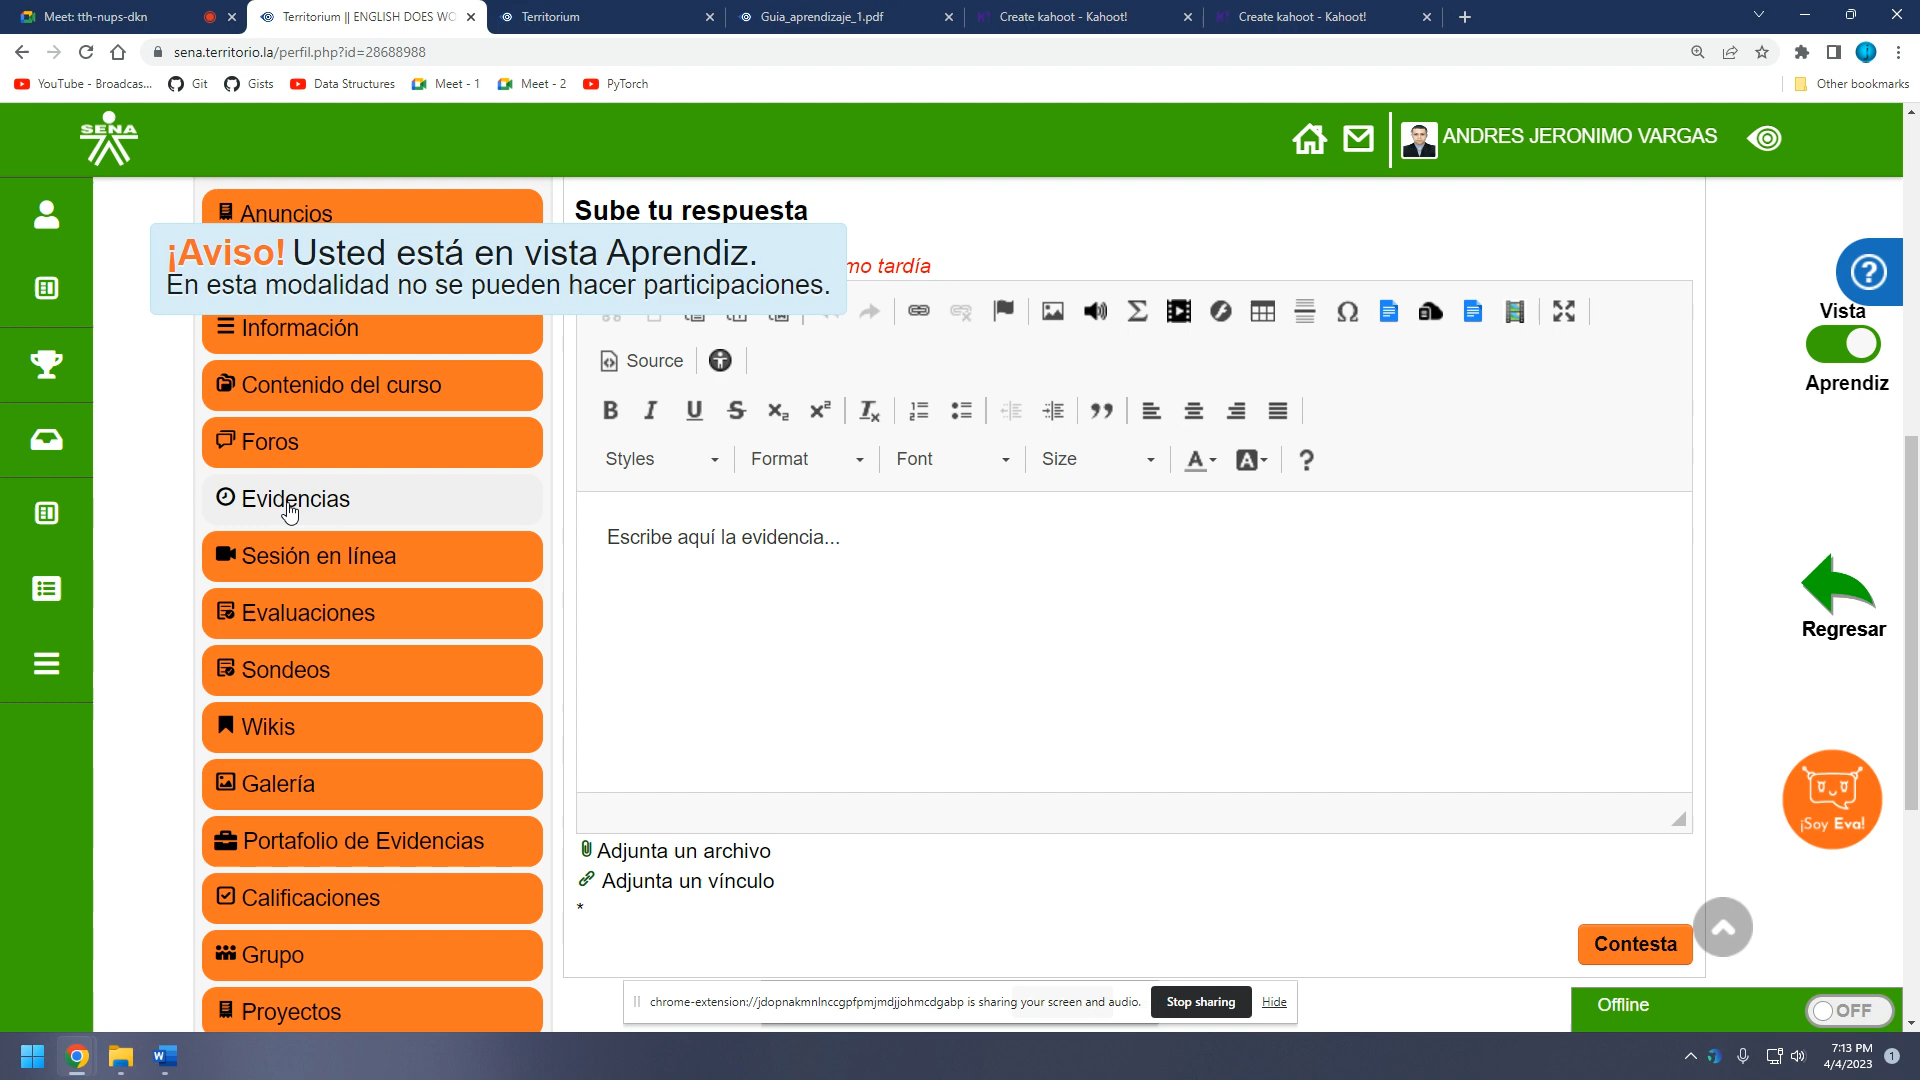 Meet: tth-nups-dkn
Territorium || ENGLISH DOES WO
Territorium
Guia_aprendizaje_1.pdf
Create kahoot - Kahoot!
Create kahoot - Kahoot!
sena.territorio.la/perfil.php?id=28688988
YouTube - Broadcas...
Git
Gists
Data Structures
Meet - 1
Meet - 2
PyTorch
Other bookmarks
SENA
ANDRES JERONIMO VARGAS
Anuncios
Sube tu respuesta
¡Aviso! Usted está en vista Aprendiz.
En esta modalidad no se pueden hacer participaciones.
mo tardía
Información
Contenido del curso
Foros
Evidencias
Sesión en línea
Evaluaciones
Sondeos
Wikis
Galería
Portafolio de Evidencias
Calificaciones
Grupo
Proyectos
Source
Styles
Format
Font
Size
Escribe aquí la evidencia...
Adjunta un archivo
Adjunta un vínculo
*
Contesta
Vista
Aprendiz
Regresar
¡Soy Eva!
chrome-extension://jdopnakmnlnccgpfpmjmdjjohmcdgabp is sharing your screen and audio.
Stop sharing
Hide
Offline
OFF
7:13 PM
4/4/2023
1